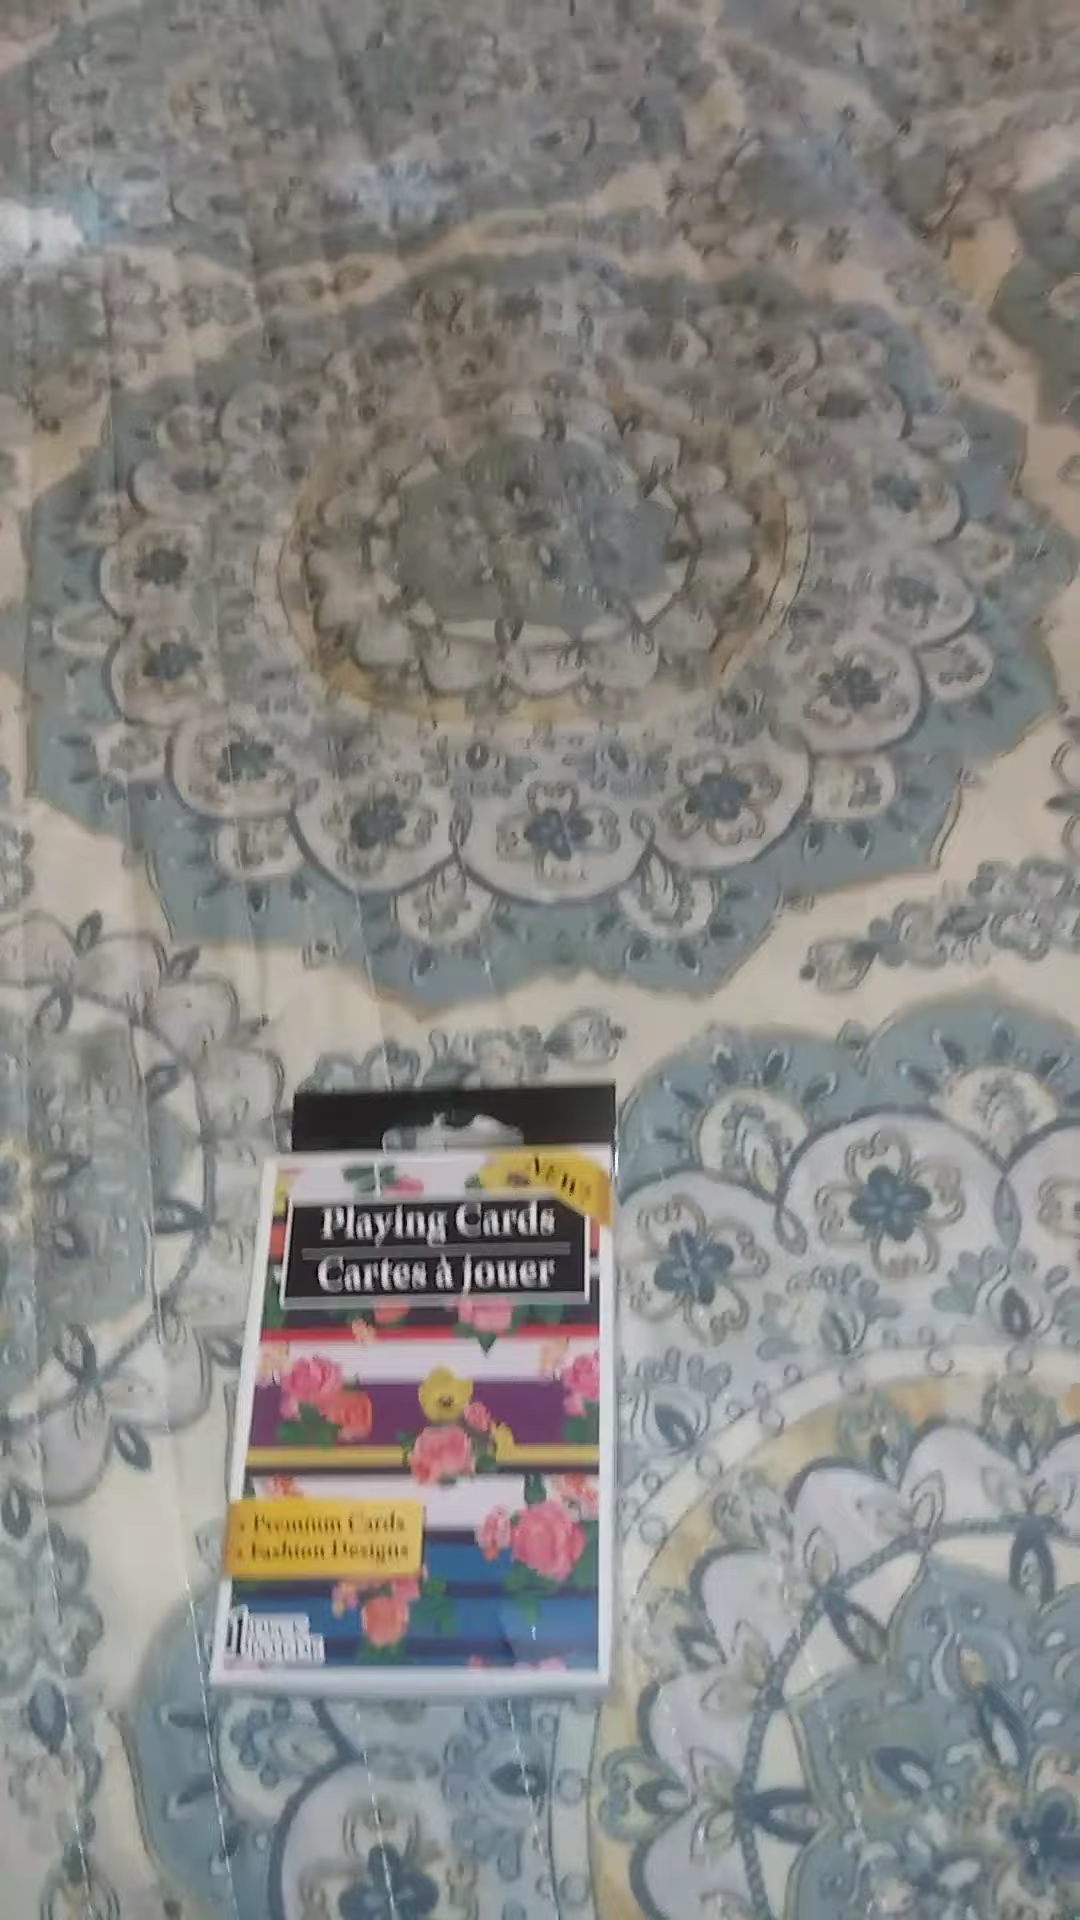 NEW!
Playing Cards
Cartes à jouer
• Premium Cards
• Fashion Designs